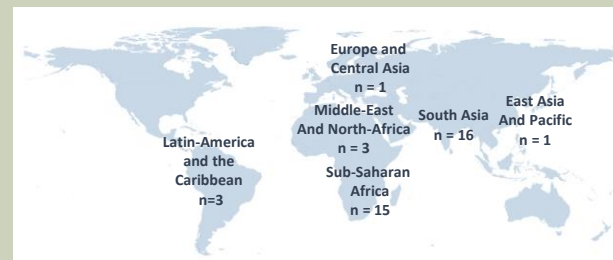 Europe and
Central Asia
n = 1
Middle-East
And North-Africa
n = 3
South Asia
n = 16
East Asia
And Pacific
n = 1
Latin-America
and the
Caribbean
n=3
Sub-Saharan
Africa
n = 15